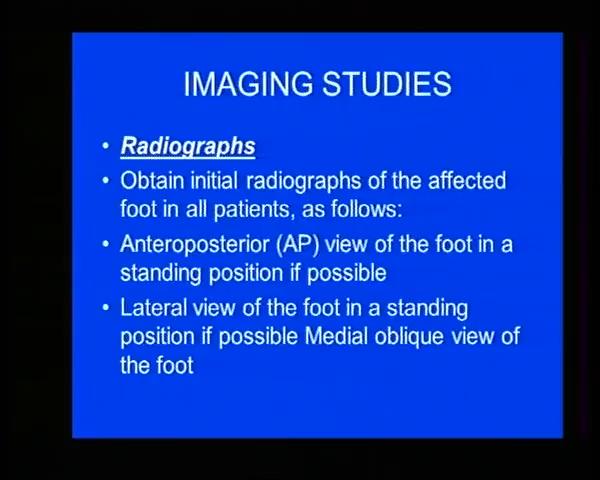 IMAGING STUDIES
• Radiographs
• Obtain initial radiographs of the affected
foot in all patients, as follows:
• Anteroposterior (AP) view of the foot in a
standing position if possible
• Lateral view of the foot in a standing
position if possible Medial oblique view of
the foot